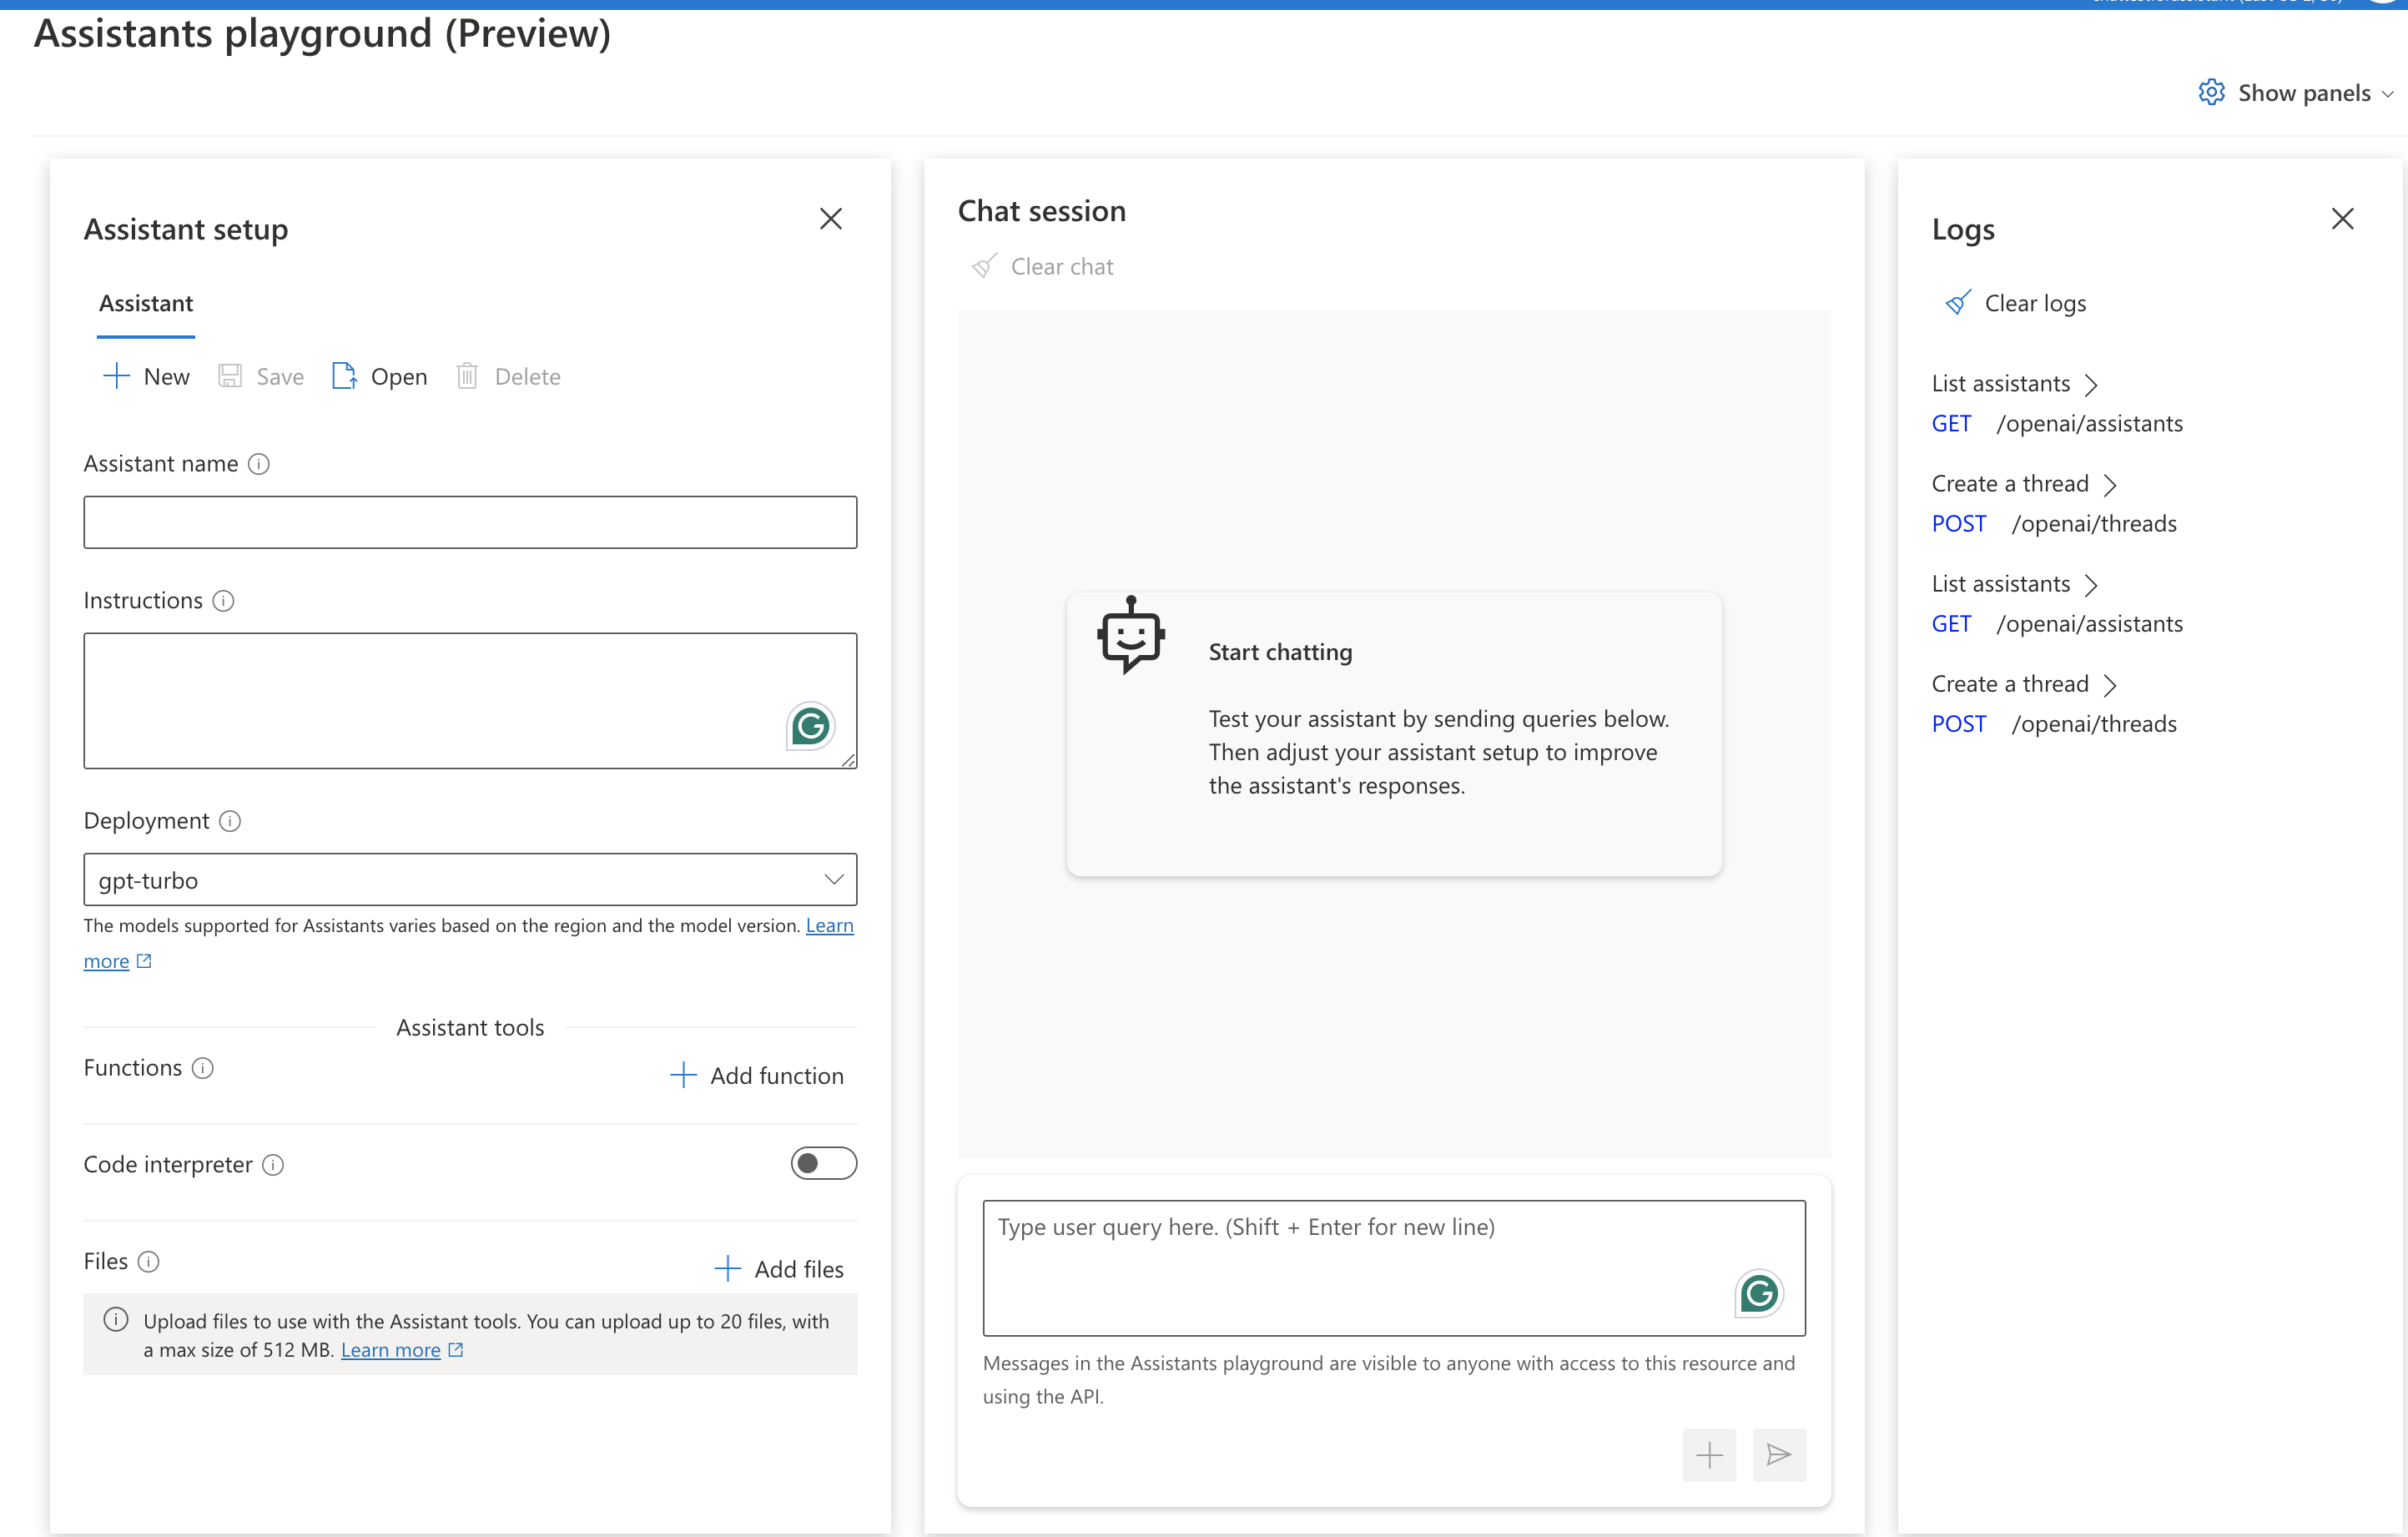 Assistants playground (Preview)
Show panels
Assistant setup
Assistant
New
Save
Open
Delete
Assistant name
Instructions
Deployment
gpt-turbo
The models supported for Assistants varies based on the region and the model version. Learn
more
Assistant tools
Functions
Add function
Code interpreter
Files
Add files
Upload files to use with the Assistant tools. You can upload up to 20 files, with
a max size of 512 MB. Learn more
Chat session
Clear chat
Start chatting
Test your assistant by sending queries below.
Then adjust your assistant setup to improve
the assistant's responses.
Type user query here. (Shift + Enter for new line)
Messages in the Assistants playground are visible to anyone with access to this resource and
using the API.
Logs
Clear logs
List assistants
GET /openai/assistants
Create a thread
POST /openai/threads
List assistants
GET /openai/assistants
Create a thread
POST /openai/threads